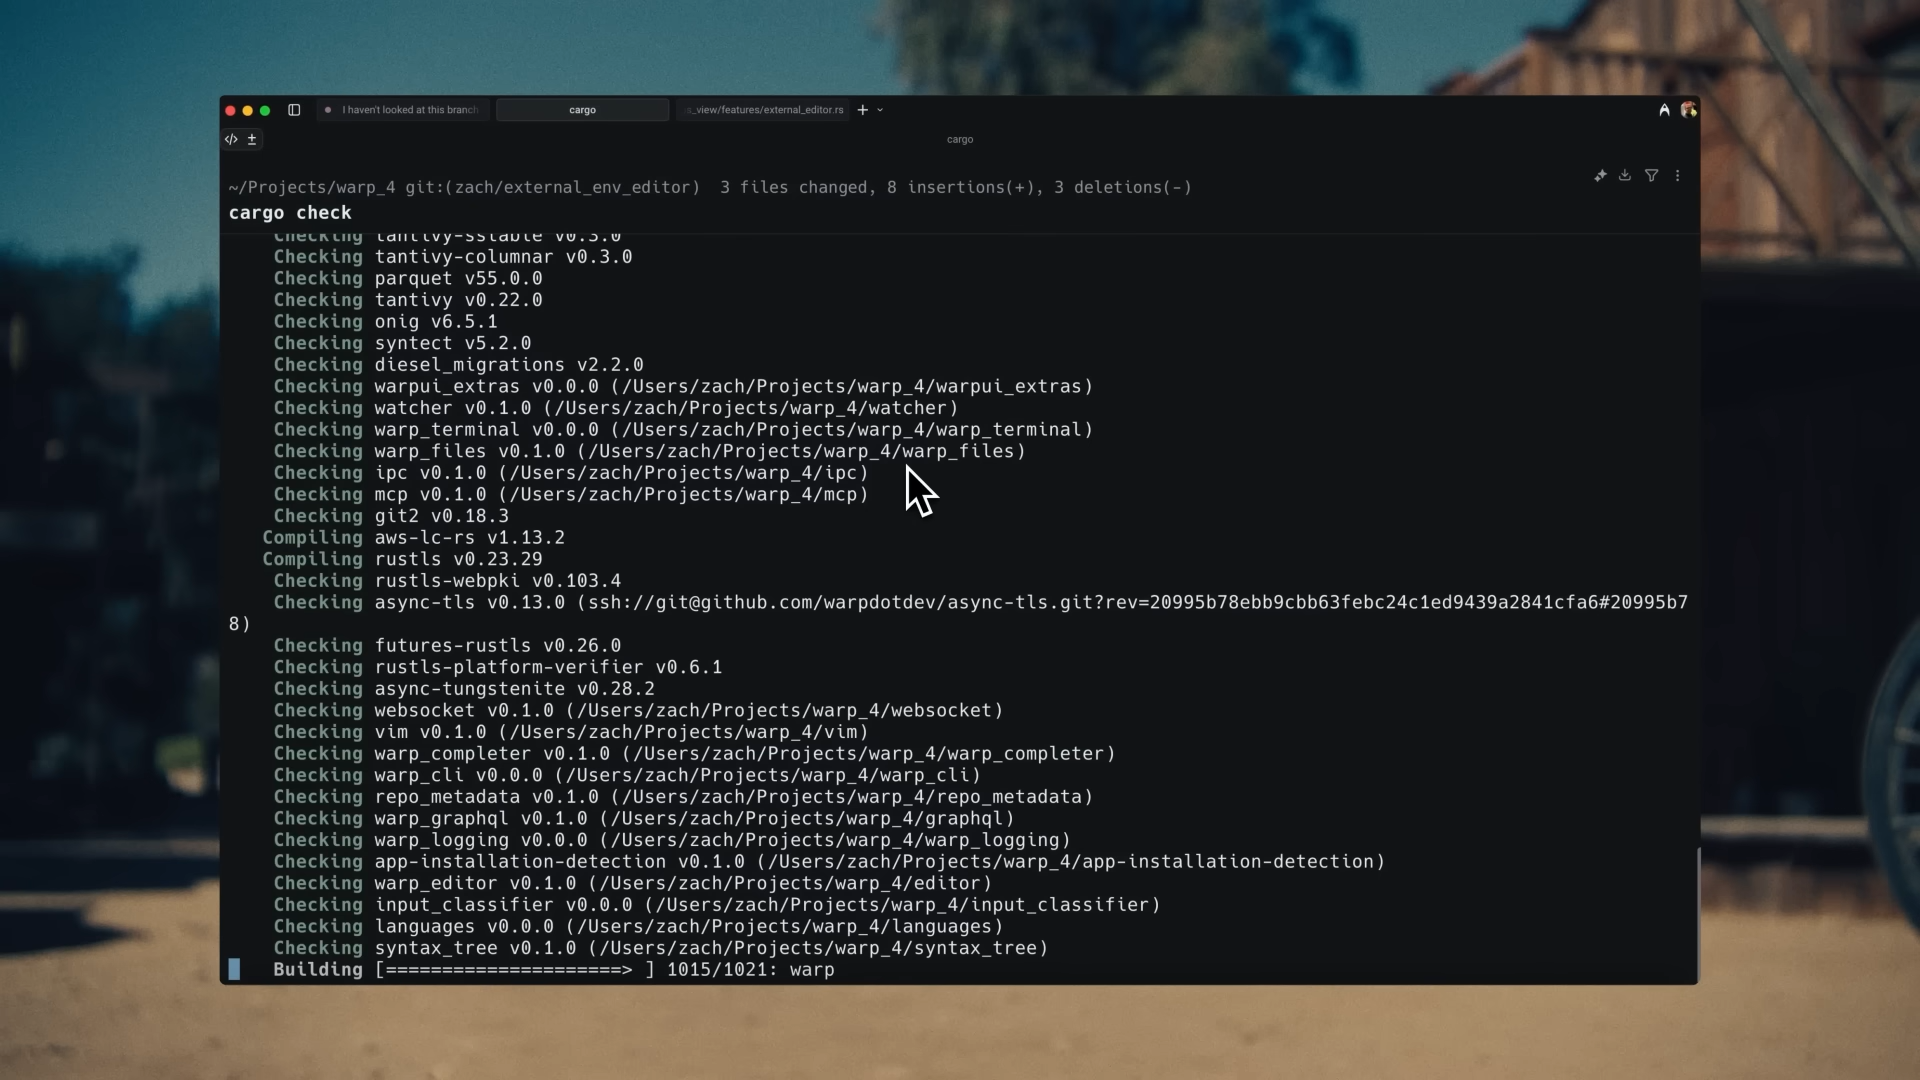 I haven't looked at this branch
cargo
_view/features/external_editor.rs
cargo
~/Projects/warp_4 git:(zach/external_env_editor)  3 files changed, 8 insertions(+), 3 deletions(-)
cargo check
Checking tantivy-sstable v0.3.0
Checking tantivy-columnar v0.3.0
Checking parquet v55.0.0
Checking tantivy v0.22.0
Checking onig v6.5.1
Checking syntect v5.2.0
Checking diesel_migrations v2.2.0
Checking warpui_extras v0.0.0 (/Users/zach/Projects/warp_4/warpui_extras)
Checking watcher v0.1.0 (/Users/zach/Projects/warp_4/watcher)
Checking warp_terminal v0.0.0 (/Users/zach/Projects/warp_4/warp_terminal)
Checking warp_files v0.1.0 (/Users/zach/Projects/warp_4/warp_files)
Checking ipc v0.1.0 (/Users/zach/Projects/warp_4/ipc)
Checking mcp v0.1.0 (/Users/zach/Projects/warp_4/mcp)
Checking git2 v0.18.3
Compiling aws-lc-rs v1.13.2
Compiling rustls v0.23.29
Checking rustls-webpki v0.103.4
Checking async-tls v0.13.0 (ssh://git@github.com/warpdotdev/async-tls.git?rev=20995b78ebb9cbb63febc24c1ed9439a2841cfa6#20995b7
8)
Checking futures-rustls v0.26.0
Checking rustls-platform-verifier v0.6.1
Checking async-tungstenite v0.28.2
Checking websocket v0.1.0 (/Users/zach/Projects/warp_4/websocket)
Checking vim v0.1.0 (/Users/zach/Projects/warp_4/vim)
Checking warp_completer v0.1.0 (/Users/zach/Projects/warp_4/warp_completer)
Checking warp_cli v0.0.0 (/Users/zach/Projects/warp_4/warp_cli)
Checking repo_metadata v0.1.0 (/Users/zach/Projects/warp_4/repo_metadata)
Checking warp_graphql v0.1.0 (/Users/zach/Projects/warp_4/graphql)
Checking warp_logging v0.0.0 (/Users/zach/Projects/warp_4/warp_logging)
Checking app-installation-detection v0.1.0 (/Users/zach/Projects/warp_4/app-installation-detection)
Checking warp_editor v0.1.0 (/Users/zach/Projects/warp_4/editor)
Checking input_classifier v0.0.0 (/Users/zach/Projects/warp_4/input_classifier)
Checking languages v0.0.0 (/Users/zach/Projects/warp_4/languages)
Checking syntax_tree v0.1.0 (/Users/zach/Projects/warp_4/syntax_tree)
Building [=====================> ] 1015/1021: warp